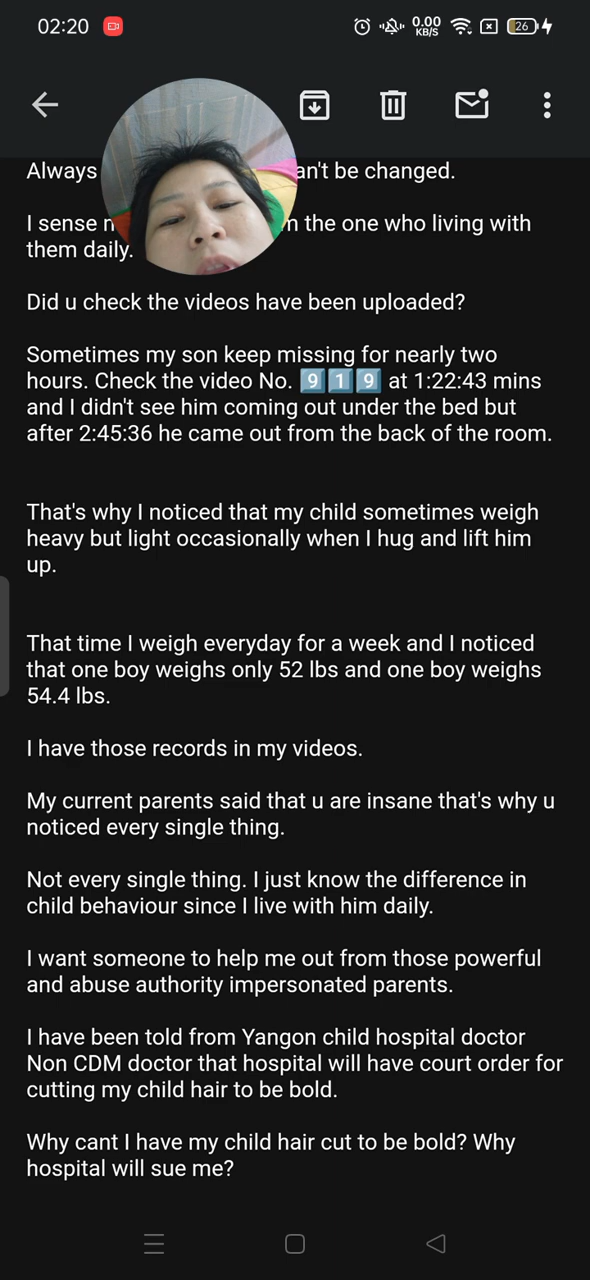 02:20
0.00
KB/S
26
Always an't be changed.
I sense the one who living with
them daily.
Did u check the videos have been uploaded?
Sometimes my son keep missing for nearly two
hours. Check the video No. 9️⃣1️⃣9️⃣ at 1:22:43 mins
and I didn't see him coming out under the bed but
after 2:45:36 he came out from the back of the room.
That's why I noticed that my child sometimes weigh
heavy but light occasionally when I hug and lift him
up.
That time I weigh everyday for a week and I noticed
that one boy weighs only 52 lbs and one boy weighs
54.4 lbs.
I have those records in my videos.
My current parents said that u are insane that's why u
noticed every single thing.
Not every single thing. I just know the difference in
child behaviour since I live with him daily.
I want someone to help me out from those powerful
and abuse authority impersonated parents.
I have been told from Yangon child hospital doctor
Non CDM doctor that hospital will have court order for
cutting my child hair to be bold.
Why cant I have my child hair cut to be bold? Why
hospital will sue me?